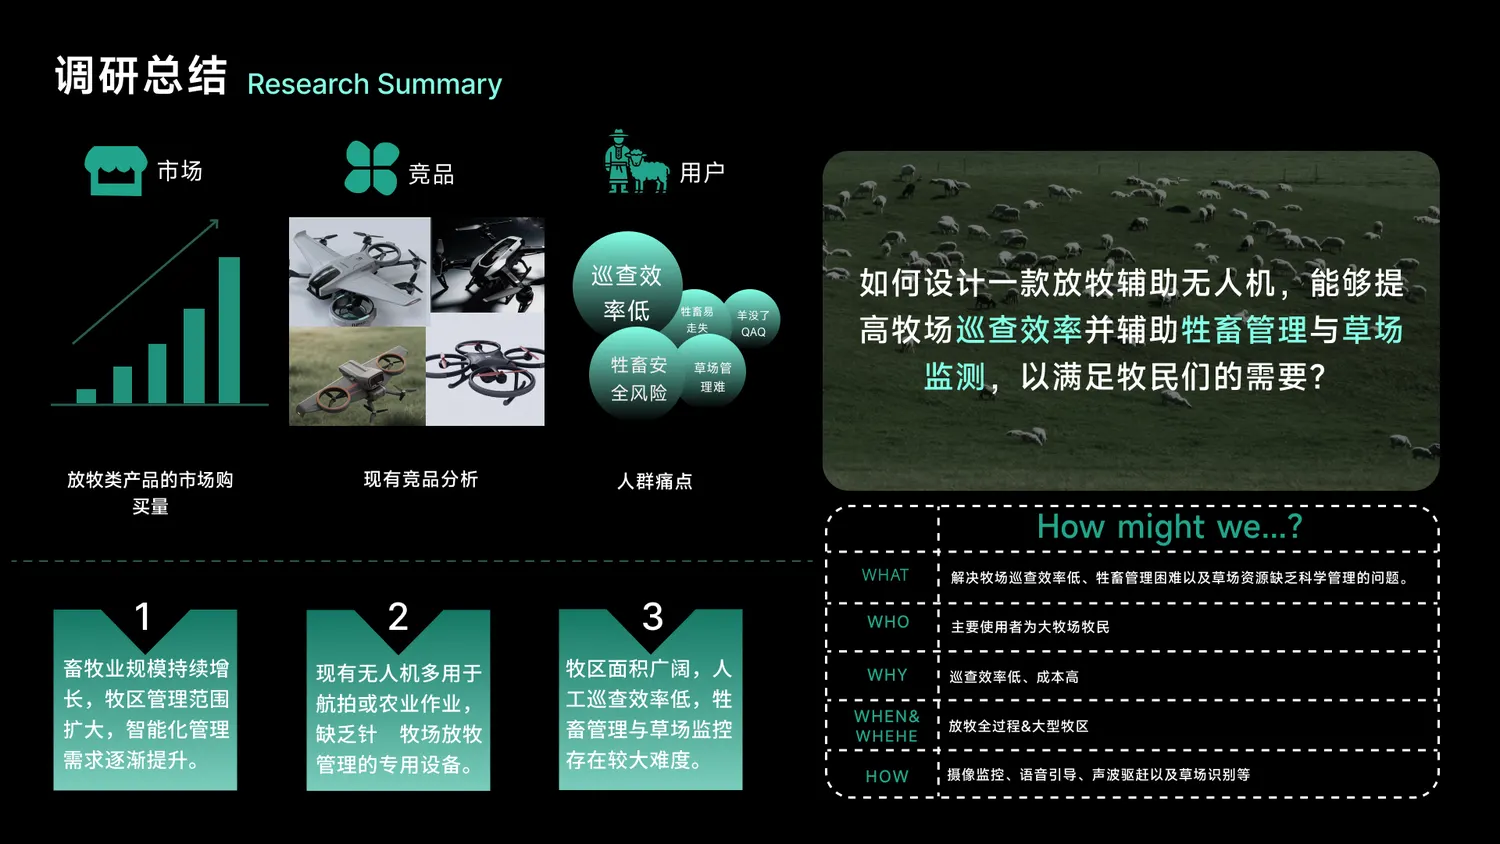 调研总结 Research Summary
市场
竞品
用户
巡查效
率低
牲畜易
走失
羊没了
QAQ
牲畜安
全风险
草场管
理难
放牧类产品的市场购
买量
现有竞品分析
人群痛点
1
畜牧业规模持续增
长，牧区管理范围
扩大，智能化管理
需求逐渐提升。
2
现有无人机多用于
航拍或农业作业，
缺乏针　牧场放牧
管理的专用设备。
3
牧区面积广阔，人
工巡查效率低，牲
畜管理与草场监控
存在较大难度。
如何设计一款放牧辅助无人机，能够提
高牧场巡查效率并辅助牲畜管理与草场
监测，以满足牧民们的需要？
How might we...?
WHAT
解决牧场巡查效率低、牲畜管理困难以及草场资源缺乏科学管理的问题。
WHO
主要使用者为大牧场牧民
WHY
巡查效率低、成本高
WHEN&
WHEHE
放牧全过程&大型牧区
HOW
摄像监控、语音引导、声波驱赶以及草场识别等